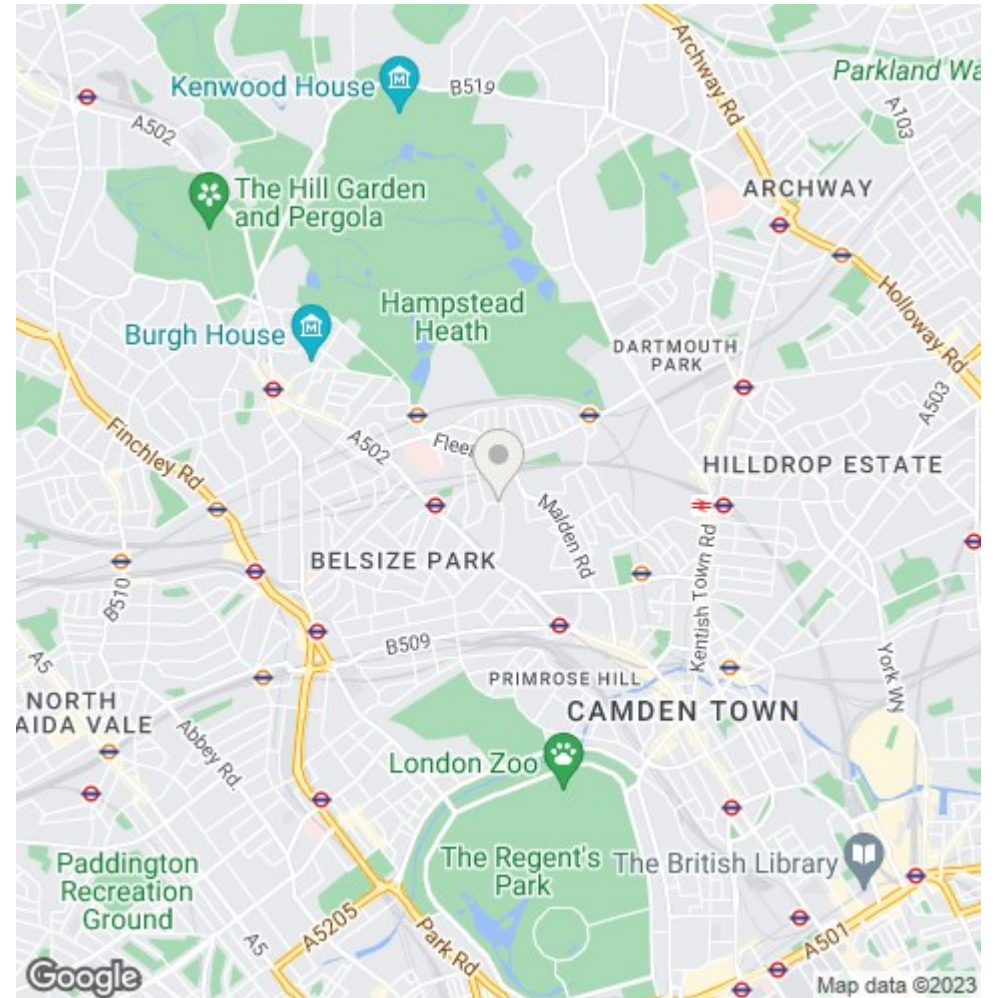 Kenwood House
B519
Archway Rd
Parkland Wa
A502
A103
The Hill Garden
and Pergola
ARCHWAY
Hampstead
Heath
Holloway Rd
Burgh House
DARTMOUTH
PARK
A503
Finchley Rd
A502
Flee
HILLDROP ESTATE
Malden Rd
BELSIZE PARK
Kentish Town Rd
B510
B509
A5
PRIMROSE HILL
York Wy
NORTH
AIDA VALE
CAMDEN TOWN
Abbey Rd.
London Zoo
The Regent's
Park
The British Library
Paddington
Recreation
Ground
A5205
A5
Park Rd
A501
Google
Map data ©2023